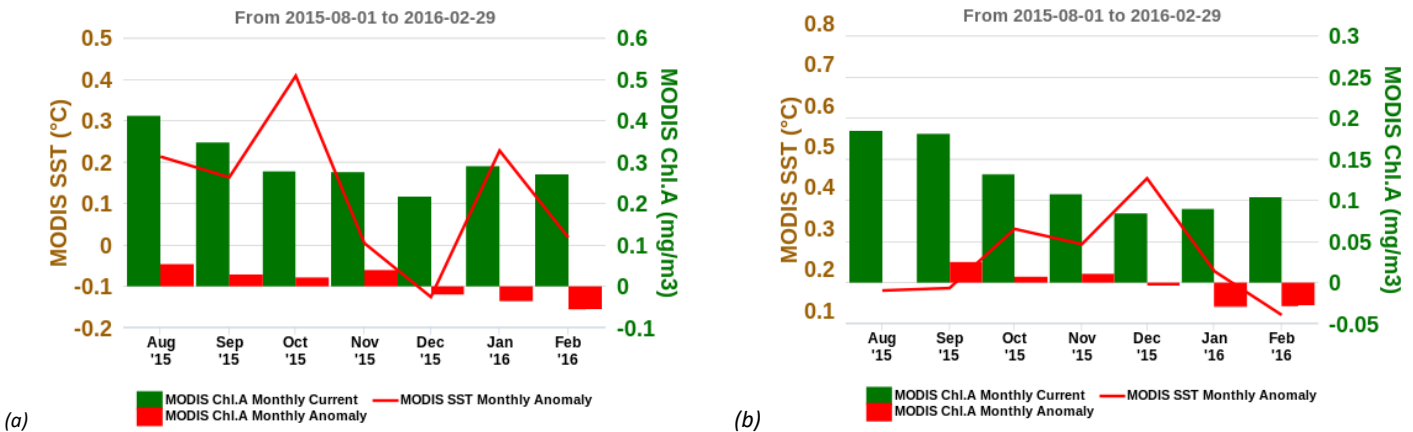 From 2015-08-01 to 2016-02-29
0.5
0.4
0.3
0.2
0.1
0
-0.1
-0.2
MODIS SST (°C)
0.6
0.5
0.4
0.3
0.2
0.1
0
-0.1
MODIS Chl.A (mg/m3)
Aug '15
Sep '15
Oct '15
Nov '15
Dec '15
Jan '16
Feb '16
MODIS Chl.A Monthly Current
MODIS SST Monthly Anomaly
MODIS Chl.A Monthly Anomaly
(a)
From 2015-08-01 to 2016-02-29
0.8
0.7
0.6
0.5
0.4
0.3
0.2
0.1
MODIS SST (°C)
0.3
0.25
0.2
0.15
0.1
0.05
0
-0.05
MODIS Chl.A (mg/m3)
Aug '15
Sep '15
Oct '15
Nov '15
Dec '15
Jan '16
Feb '16
MODIS Chl.A Monthly Current
MODIS SST Monthly Anomaly
MODIS Chl.A Monthly Anomaly
(b)